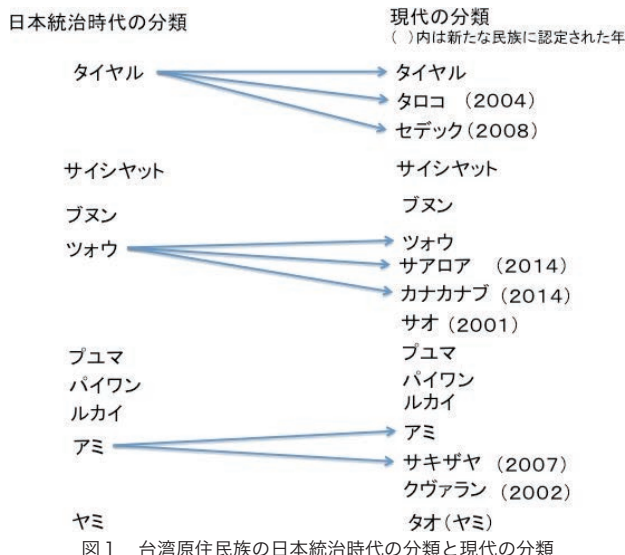 日本統治時代の分類
現代の分類
（ ）内は新たな民族に認定された年
タイヤル
タイヤル
タロコ （2004）
セデック（2008）
サイシヤット
サイシヤット
ブヌン
ブヌン
ツォウ
ツォウ
サアロア （2014）
カナカナブ（2014）
サオ（2001）
プユマ
プユマ
パイワン
パイワン
ルカイ
ルカイ
アミ
アミ
サキザヤ （2007）
クヴァラン（2002）
ヤミ
タオ（ヤミ）
図1 台湾原住民族の日本統治時代の分類と現代の分類